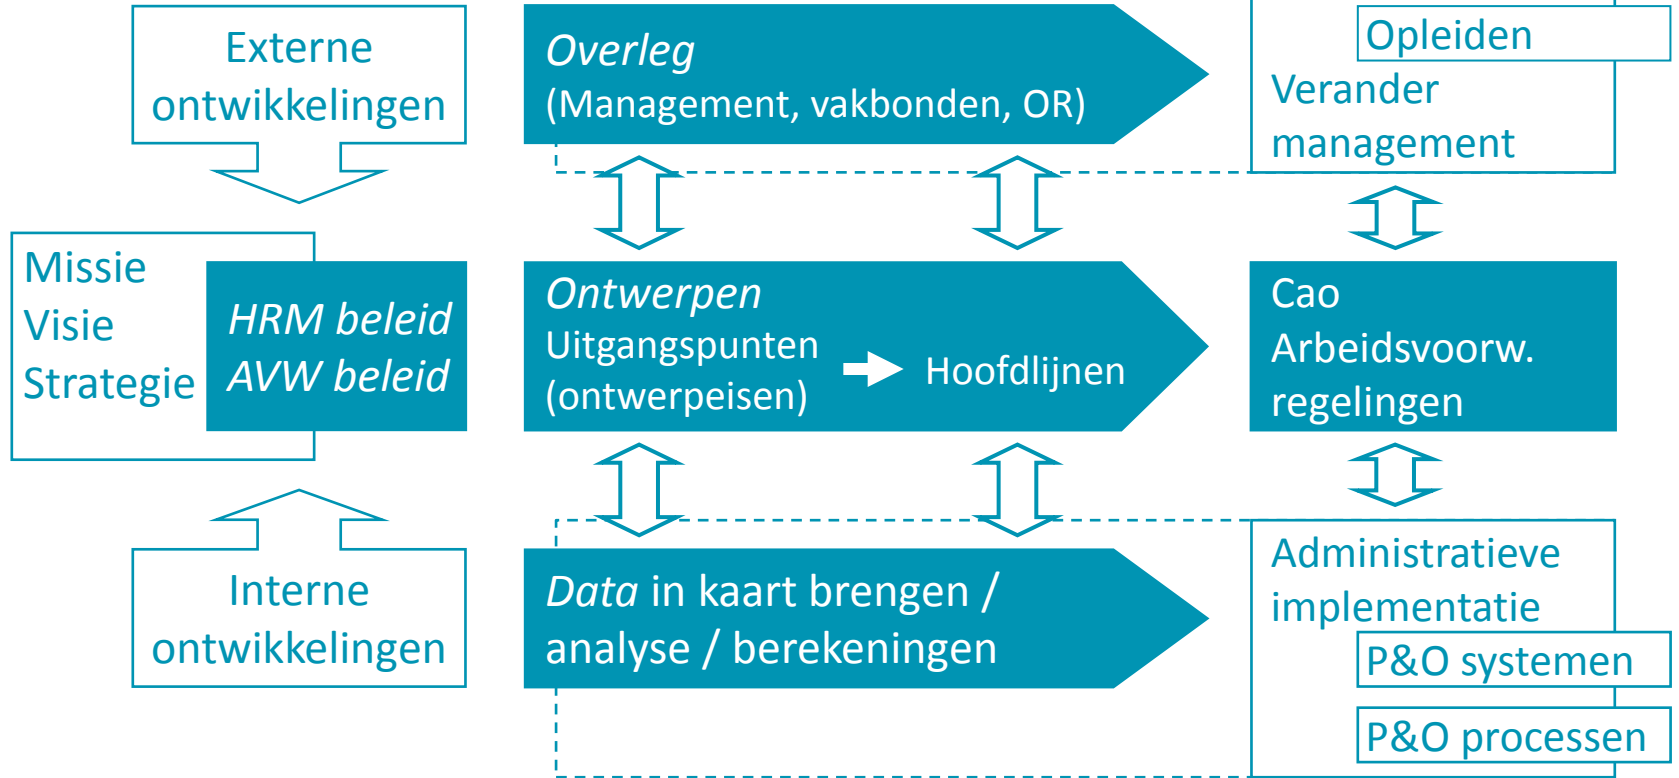 Externe
ontwikkelingen
Overleg
(Management, vakbonden, OR)
Opleiden
Verander
management
Missie
Visie
Strategie
HRM beleid
AVW beleid
Ontwerpen
Uitgangspunten
(ontwerpeisen)
Hoofdlijnen
Cao
Arbeidsvoorw.
regelingen
Interne
ontwikkelingen
Data in kaart brengen /
analyse / berekeningen
Administratieve
implementatie
P&O systemen
P&O processen